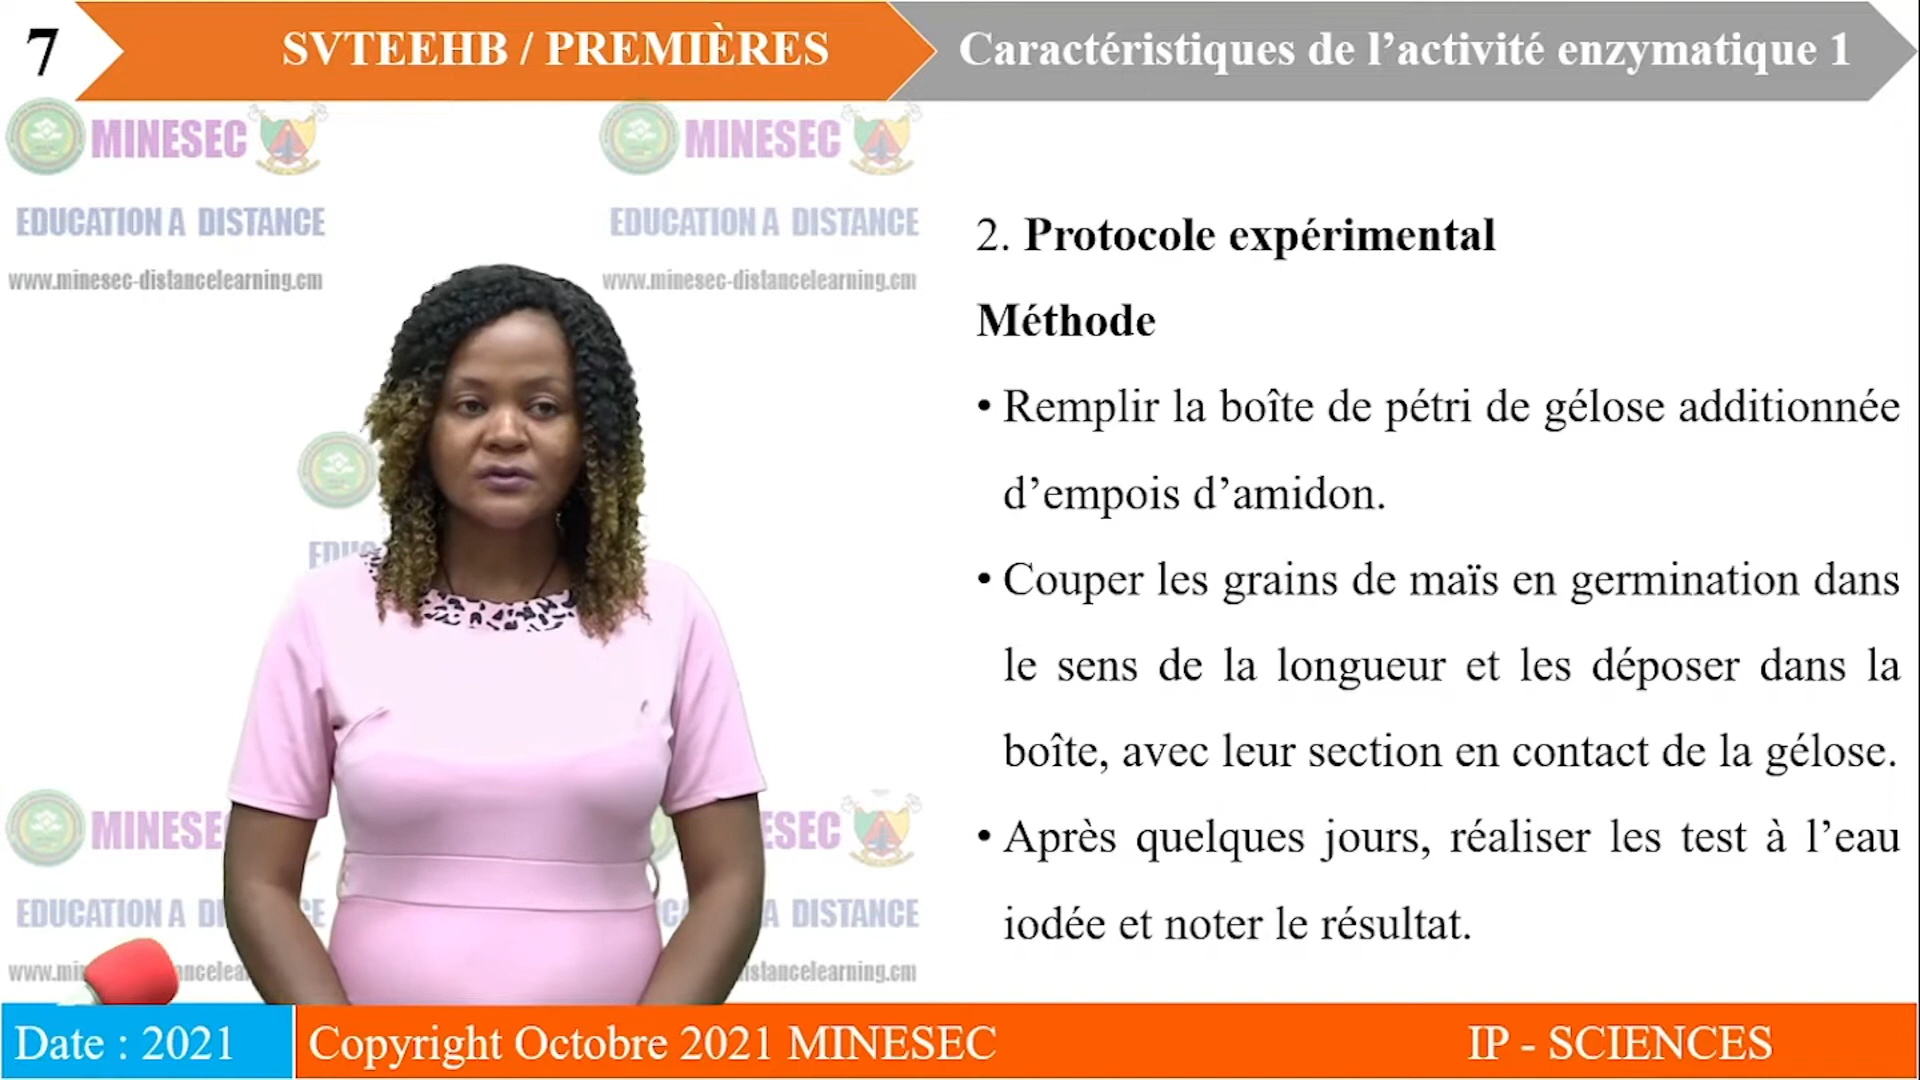 7
SVTEEHB / PREMIÈRES
Caractéristiques de l’activité enzymatique 1
MINESEC
EDUCATION A DISTANCE
www.minesec-distancelearning.cm
MINESEC
EDUCATION A DISTANCE
www.minesec-distancelearning.cm
2. Protocole expérimental
Méthode
• Remplir la boîte de pétri de gélose additionnée
d’empois d’amidon.
• Couper les grains de maïs en germination dans
le sens de la longueur et les déposer dans la
boîte, avec leur section en contact de la gélose.
• Après quelques jours, réaliser les test à l’eau
iodée et noter le résultat.
Date : 2021
Copyright Octobre 2021 MINESEC
IP - SCIENCES